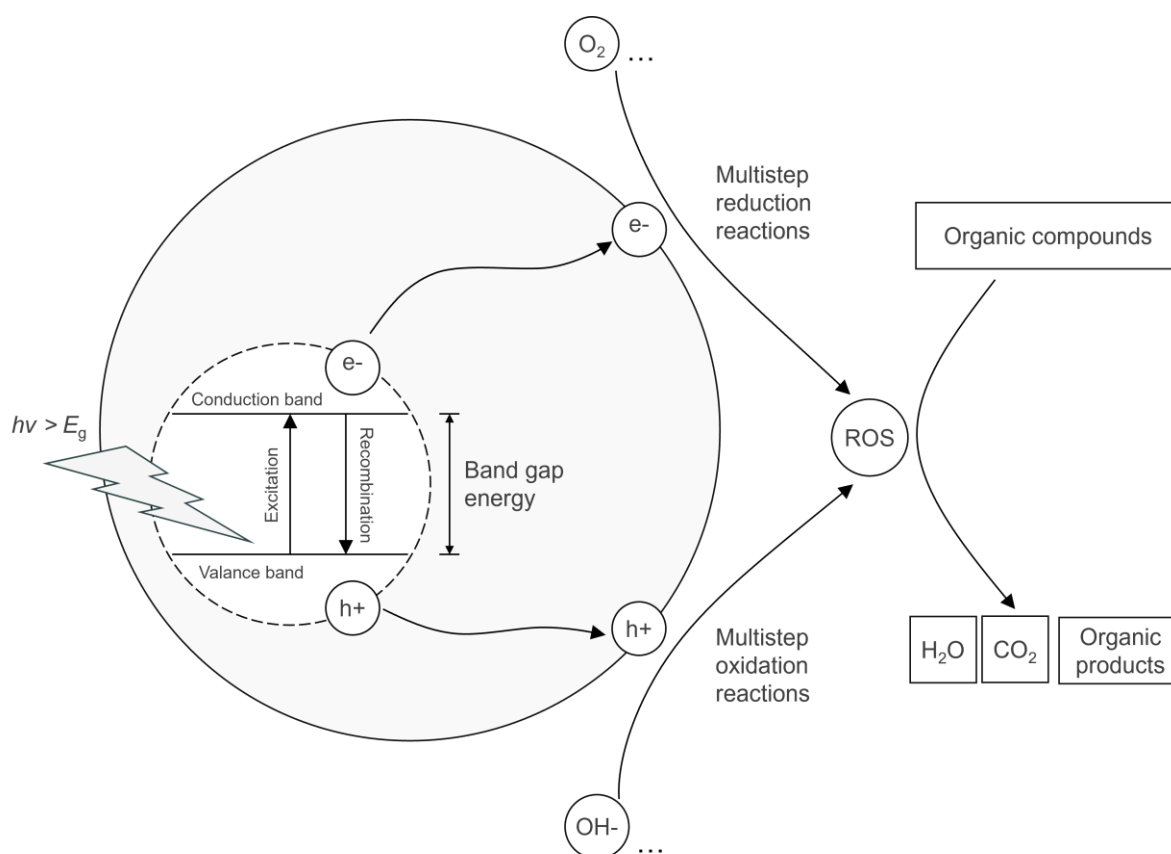 O₂ ...
Multistep
reduction
reactions
e-
Organic compounds
e-
Conduction band
hv > Eg
Excitation
Recombination
Band gap
energy
ROS
Valance band
h+
h+
Multistep
oxidation
reactions
H₂O
CO₂
Organic
products
OH- ...